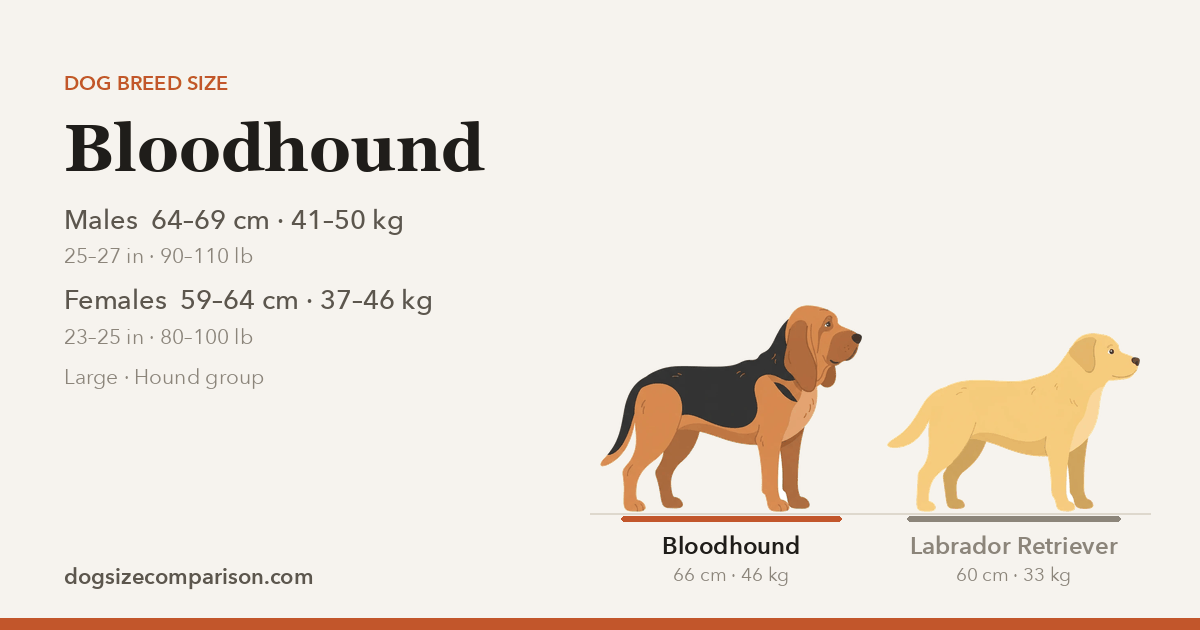 DOG BREED SIZE
Bloodhound
Males 64–69 cm · 41–50 kg
25–27 in · 90–110 lb
Females 59–64 cm · 37–46 kg
23–25 in · 80–100 lb
Large · Hound group
Bloodhound
66 cm · 46 kg
Labrador Retriever
60 cm · 33 kg
dogsizecomparison.com